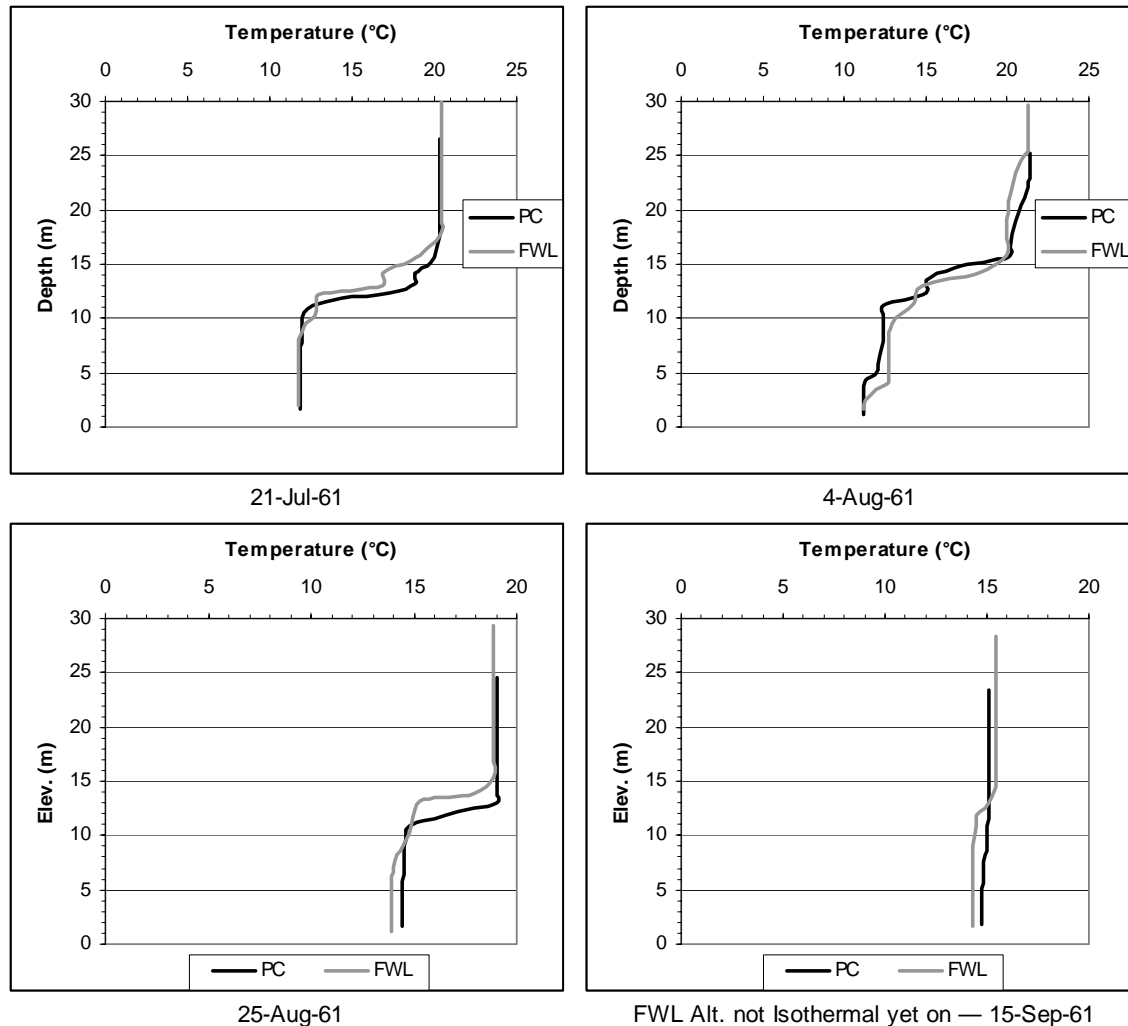 Temperature (°C)
0 5 10 15 20 25
30
25
20
15
10
5
0
Depth (m)
PC
FWL
21-Jul-61
Temperature (°C)
0 5 10 15 20 25
30
25
20
15
10
5
0
Depth (m)
PC
FWL
4-Aug-61
Temperature (°C)
0 5 10 15 20
30
25
20
15
10
5
0
Elev. (m)
PC FWL
25-Aug-61
Temperature (°C)
0 5 10 15 20
30
25
20
15
10
5
0
Elev. (m)
PC FWL
FWL Alt. not Isothermal yet on — 15-Sep-61